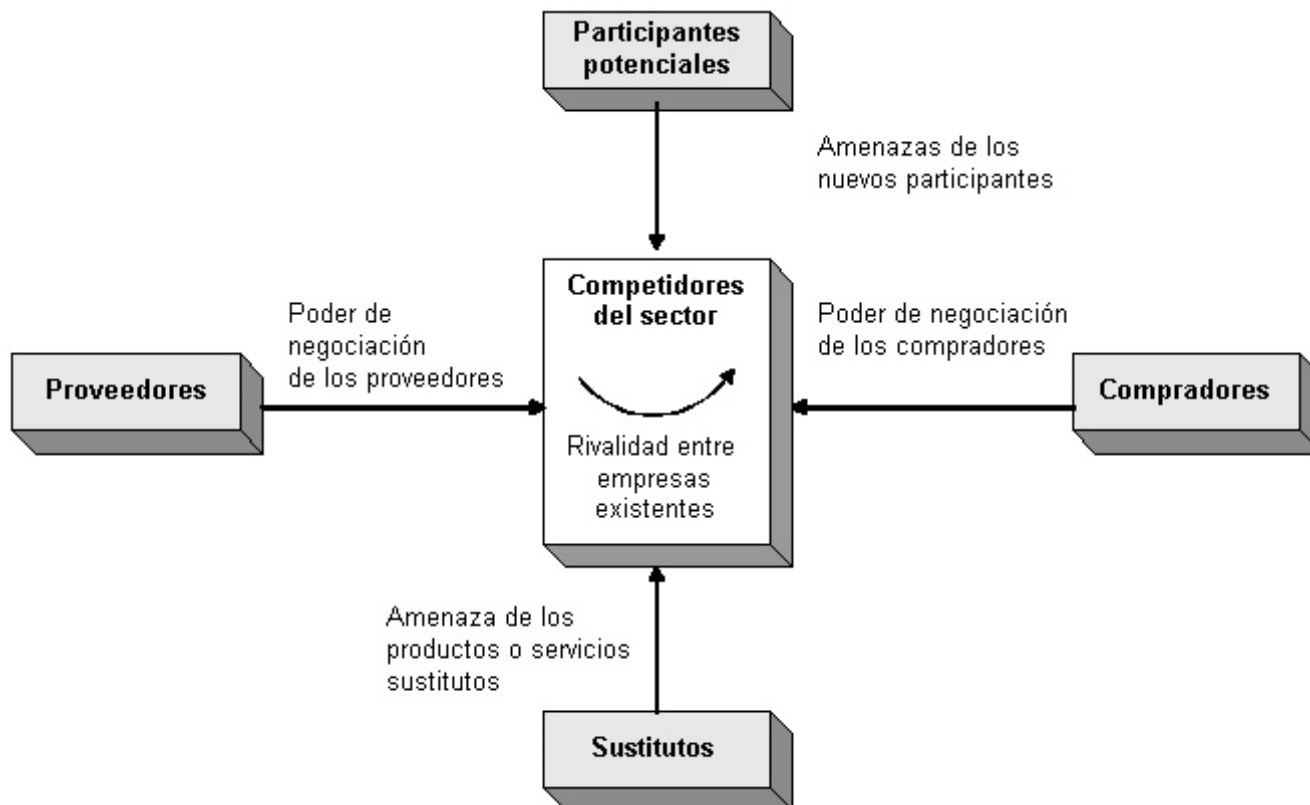 Participantes
potenciales
Amenazas de los
nuevos participantes
Competidores
del sector
Poder de
negociación
de los proveedores
Poder de negociación
de los compradores
Proveedores
Compradores
Rivalidad entre
empresas
existentes
Amenaza de los
productos o servicios
sustitutos
Sustitutos